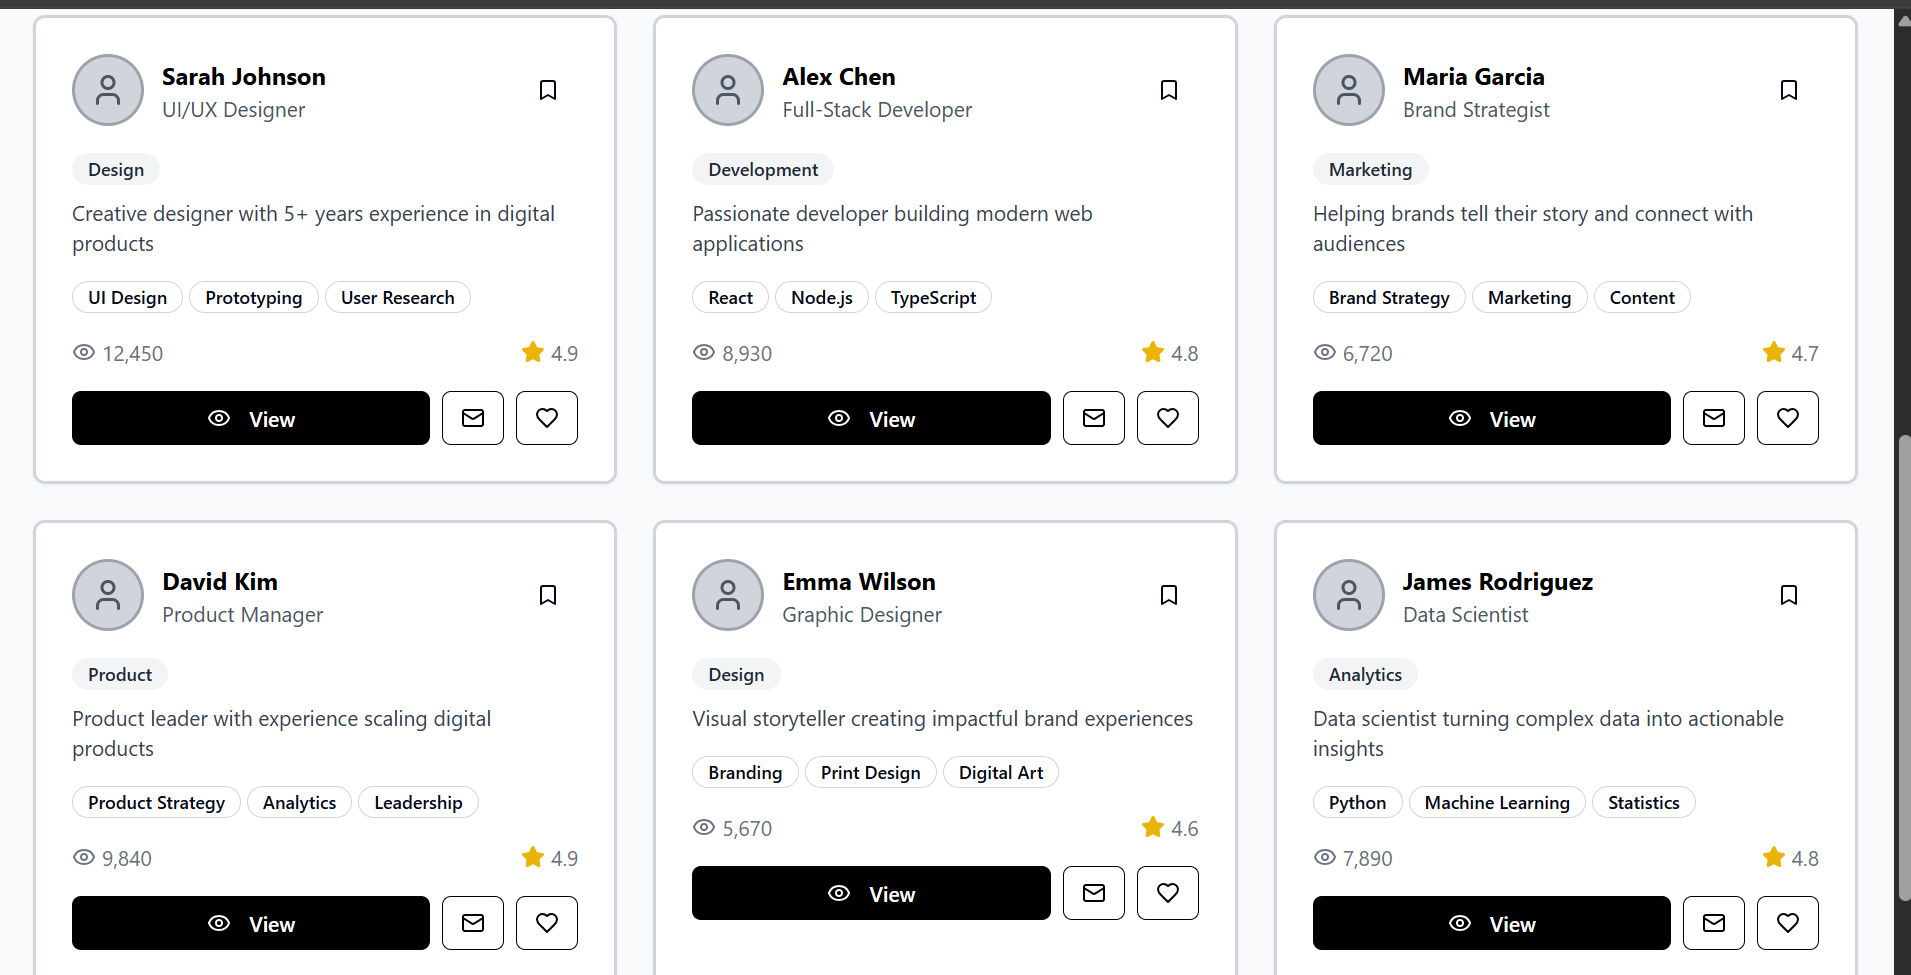 Sarah Johnson
UI/UX Designer
Design
Creative designer with 5+ years experience in digital
products
UI Design Prototyping User Research
12,450 4.9
View
Alex Chen
Full-Stack Developer
Development
Passionate developer building modern web
applications
React Node.js TypeScript
8,930 4.8
View
Maria Garcia
Brand Strategist
Marketing
Helping brands tell their story and connect with
audiences
Brand Strategy Marketing Content
6,720 4.7
View
David Kim
Product Manager
Product
Product leader with experience scaling digital
products
Product Strategy Analytics Leadership
9,840 4.9
View
Emma Wilson
Graphic Designer
Design
Visual storyteller creating impactful brand experiences
Branding Print Design Digital Art
5,670 4.6
View
James Rodriguez
Data Scientist
Analytics
Data scientist turning complex data into actionable
insights
Python Machine Learning Statistics
7,890 4.8
View